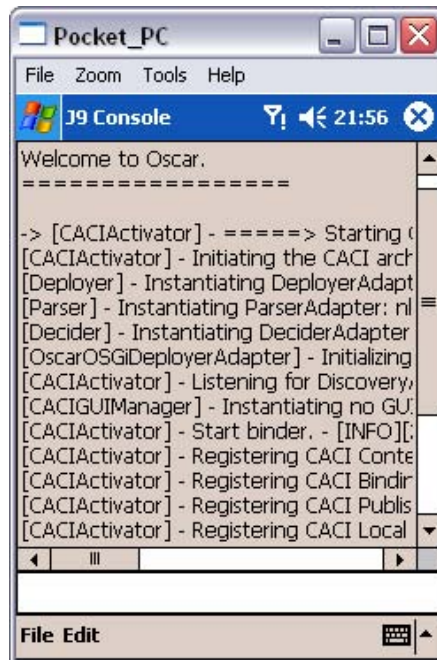 Pocket_PC
File Zoom Tools Help
J9 Console 21:56
Welcome to Oscar.
==================
-> [CACIActivator] - =====> Starting
[CACIActivator] - Initiating the CACI arch
[Deployer] - Instantiating DeployerAdapt
[Parser] - Instantiating ParserAdapter: nl
[Decider] - Instantiating DeciderAdapter
[OscarOSGiDeployerAdapter] - Initializing
[CACIActivator] - Listening for Discovery
[CACIGUIManager] - Instantiating no GU
[CACIActivator] - Start binder. - [INFO][
[CACIActivator] - Registering CACI Conte
[CACIActivator] - Registering CACI Bindin
[CACIActivator] - Registering CACI Publis
[CACIActivator] - Registering CACI Local
File Edit